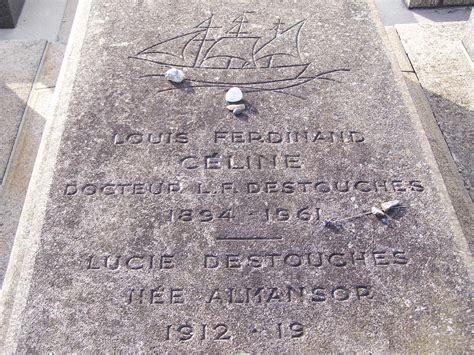 LOUIS FERDINAND
CÉLINE
DOCTEUR L.F. DESTOUCHES
1894 - 1961
LUCIE DESTOUCHES
NÉE ALMANSOR
1912 - 19